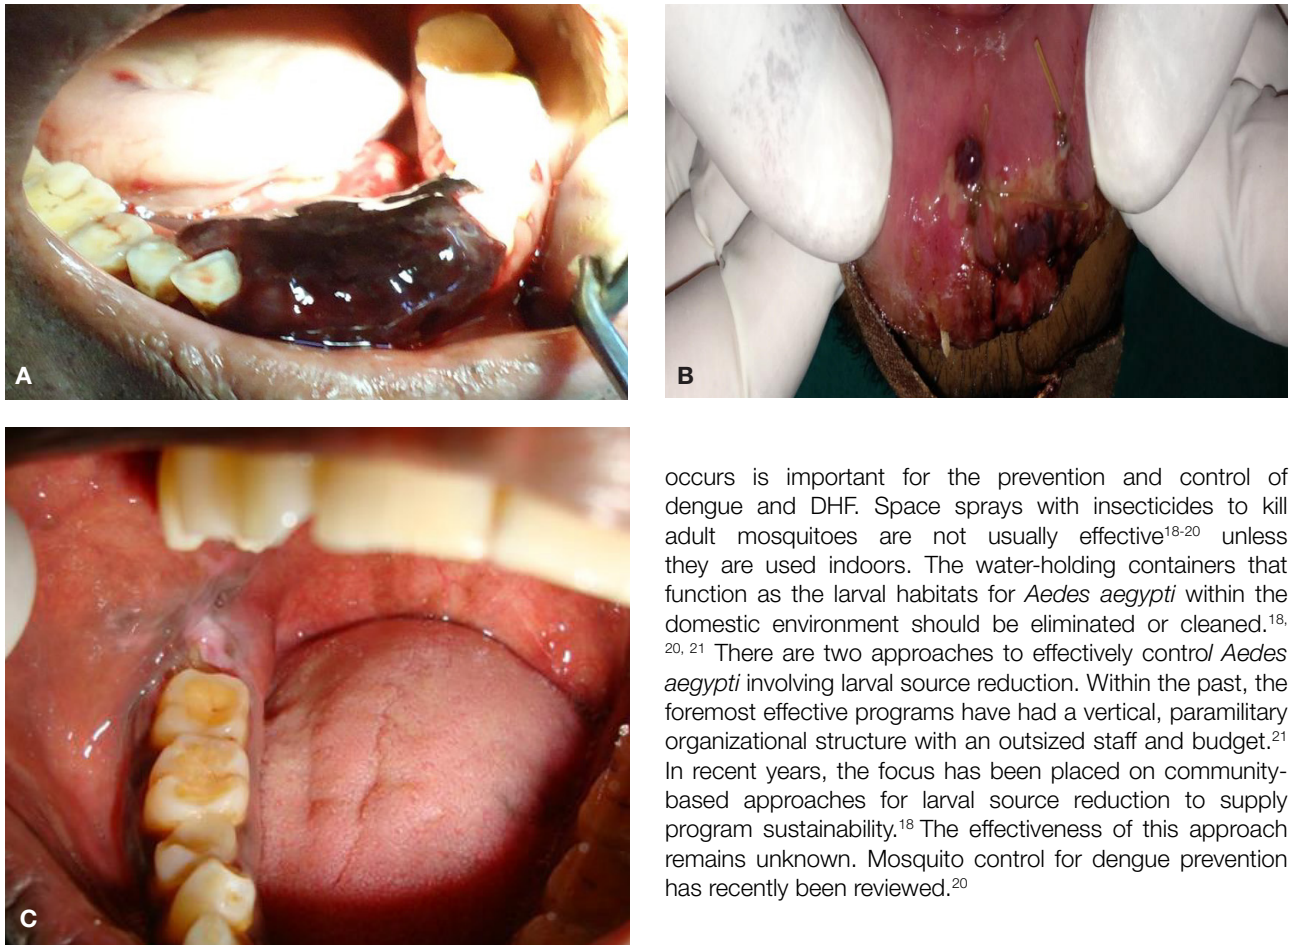 A
B
C
occurs is important for the prevention and control of
dengue and DHF. Space sprays with insecticides to kill
adult mosquitoes are not usually effective18-20 unless
they are used indoors. The water-holding containers that
function as the larval habitats for Aedes aegypti within the
domestic environment should be eliminated or cleaned.18,
20, 21 There are two approaches to effectively control Aedes
aegypti involving larval source reduction. Within the past, the
foremost effective programs have had a vertical, paramilitary
organizational structure with an outsized staff and budget.21
In recent years, the focus has been placed on community-
based approaches for larval source reduction to supply
program sustainability.18 The effectiveness of this approach
remains unknown. Mosquito control for dengue prevention
has recently been reviewed.20